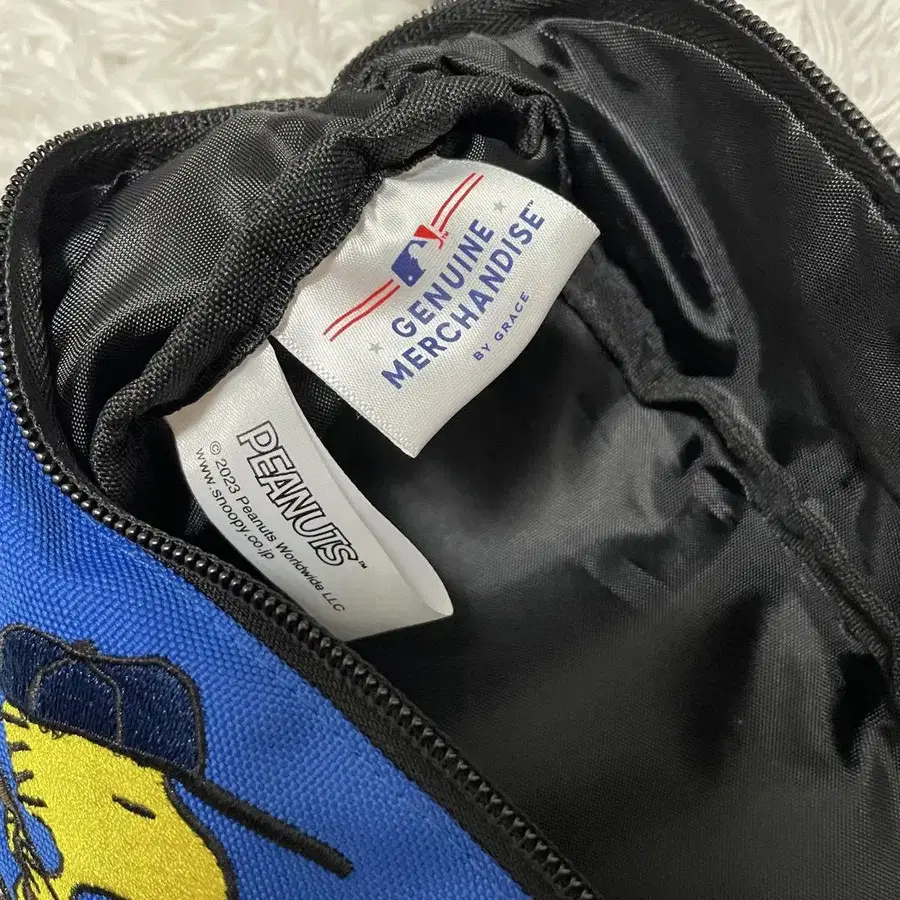 GENUINE
MERCHANDISE™
BY GRACE
PEANUTS™
© 2023 Peanuts Worldwide LLC
www.snoopy.co.jp